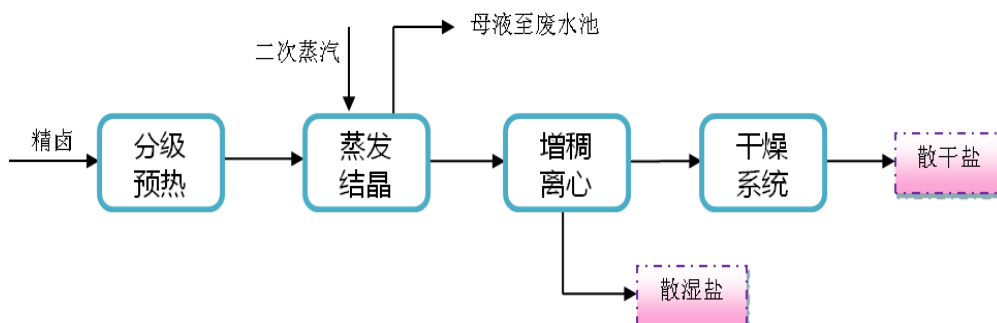 母液至废水池
二次蒸汽
精卤
分级
预热
蒸发
结晶
增稠
离心
干燥
系统
散干盐
散湿盐